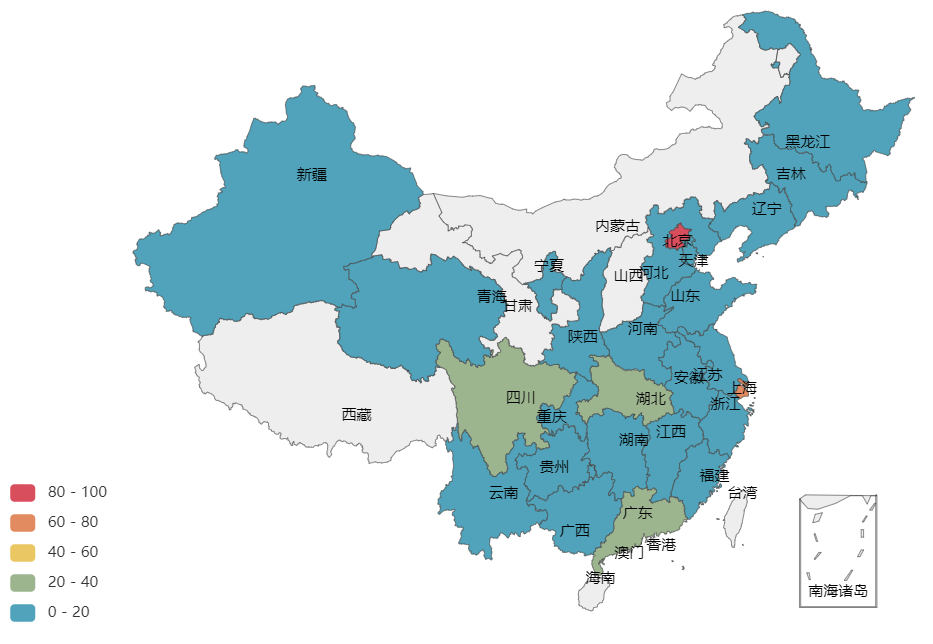 黑龙江
新疆
吉林
辽宁
内蒙古
北京
天津
宁夏
山西
河北
青海
甘肃
山东
陕西
河南
安徽
江苏
上海
四川
湖北
浙江
西藏
重庆
湖南
江西
贵州
福建
云南
台湾
广西
广东
澳门
香港
海南
南海诸岛
80 - 100
60 - 80
40 - 60
20 - 40
0 - 20